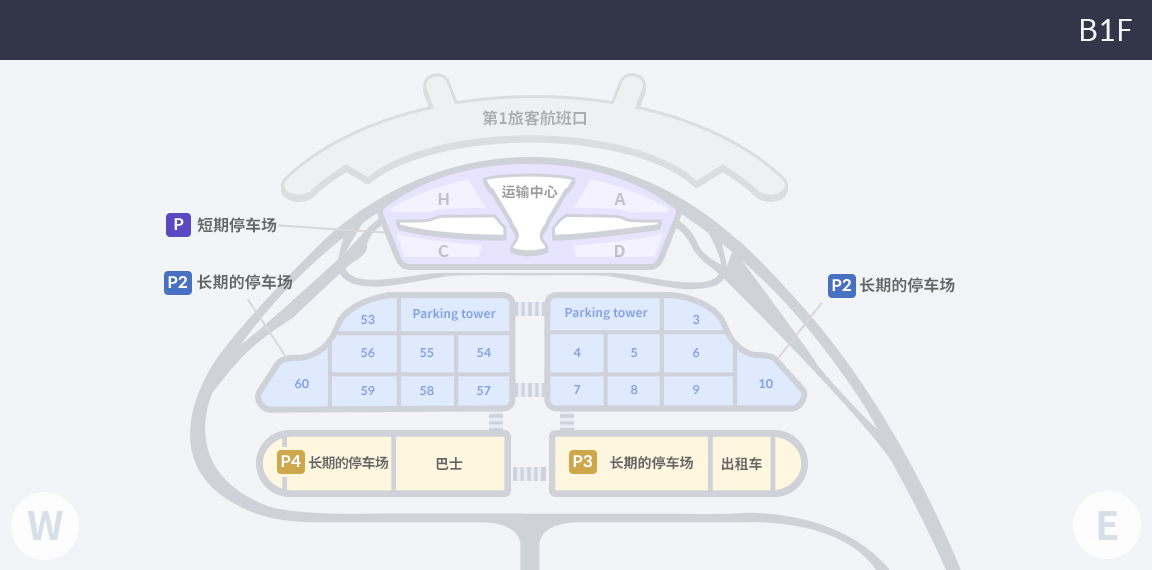 B1F
第1旅客航班口
运输中心
H
A
P 短期停车场
C
D
P2 长期的停车场
P2 长期的停车场
53
Parking tower
Parking tower
3
56
55
54
4
5
6
60
59
58
57
7
8
9
10
P4 长期的停车场
巴士
P3 长期的停车场
出租车
W
E